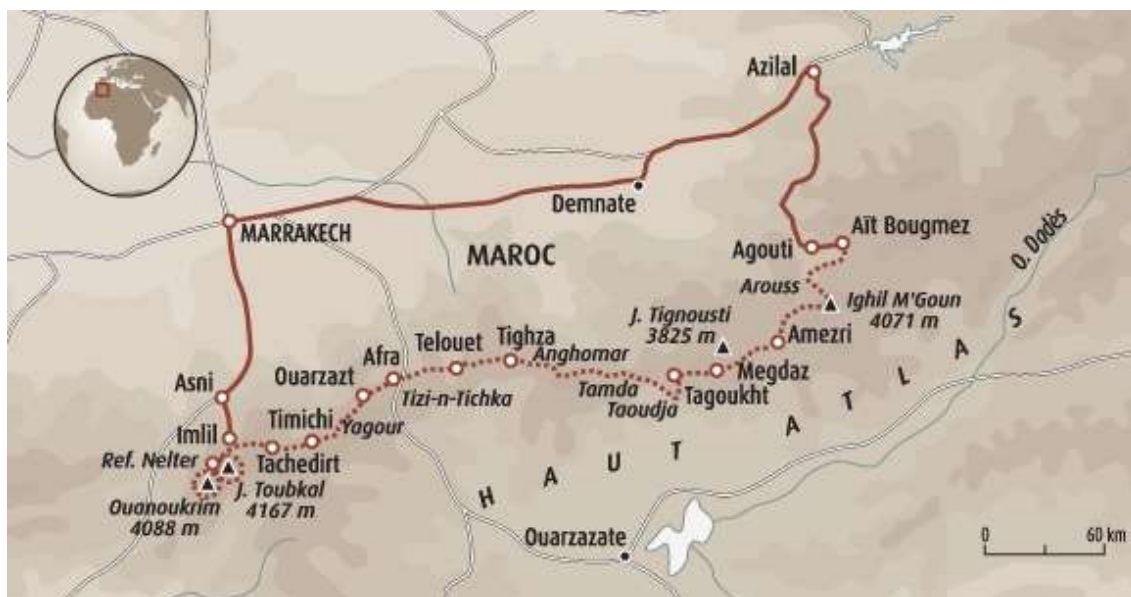 Azilal
Demnate
MARRAKECH
MAROC
Agouti
Aït Bougmez
O. Dadès
Arouss
Ighil M'Goun
4071 m
J. Tignousti
3825 m
Amezri
Telouet
Tighza
Anghomar
Afra
Megdaz
Asni
Ouarzazt
Tizi-n-Tichka
Tamda
Tagoukht
Taoudja
Imlil
Timichi
Yagour
Ref. Nelter
Tachedirt
Ouanoukrim
4088 m
J. Toubkal
4167 m
HAUT ATLAS
Ouarzazate
0 60 km